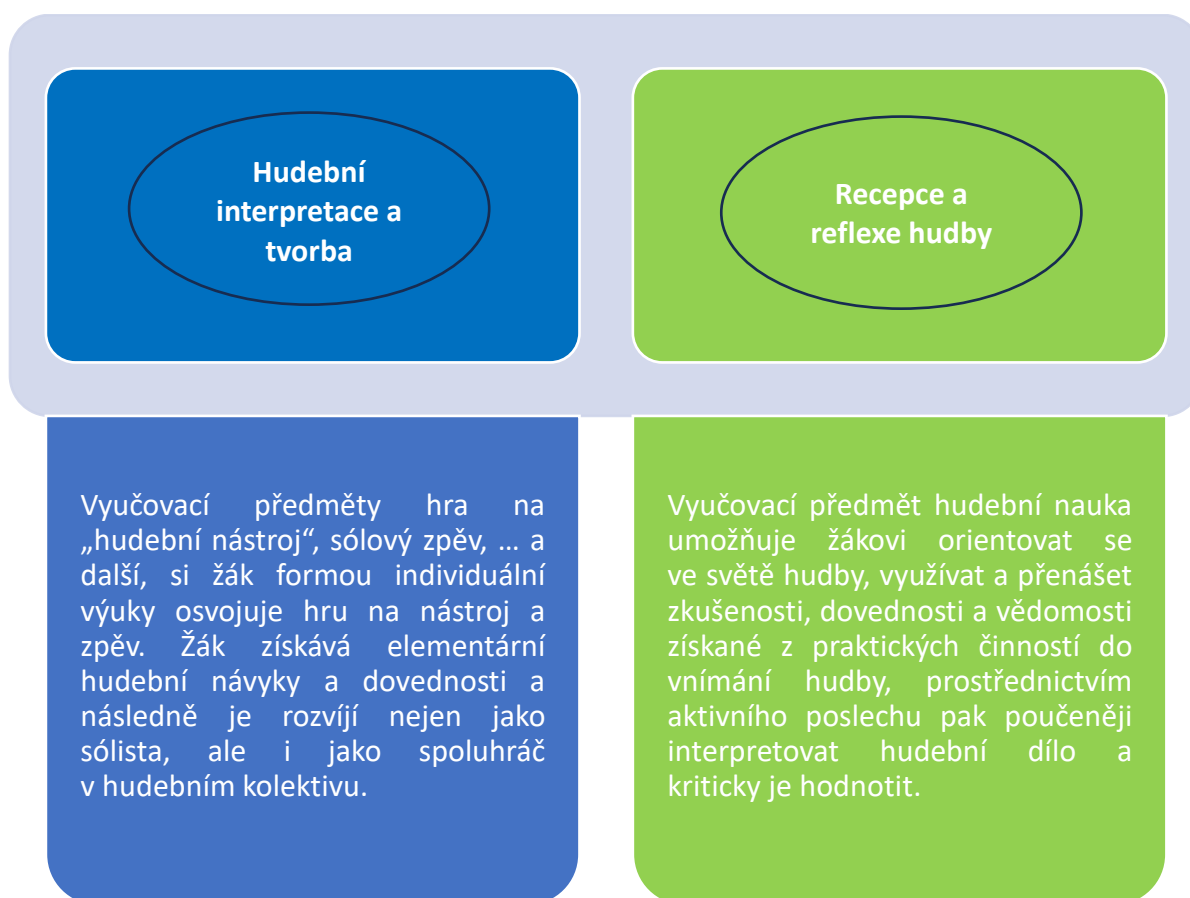 Hudební
interpretace a
tvorba
Recepce a
reflexe hudby
Vyučovací předměty hra na
„hudební nástroj“, sólový zpěv, … a
další, si žák formou individuální
výuky osvojuje hru na nástroj a
zpěv. Žák získává elementární
hudební návyky a dovednosti a
následně je rozvíjí nejen jako
sólista, ale i jako spoluhráč
v hudebním kolektivu.
Vyučovací předmět hudební nauka
umožňuje žákovi orientovat se
ve světě hudby, využívat a přenášet
zkušenosti, dovednosti a vědomosti
získané z praktických činností do
vnímání hudby, prostřednictvím
aktivního poslechu pak poučeněji
interpretovat hudební dílo a
kriticky je hodnotit.